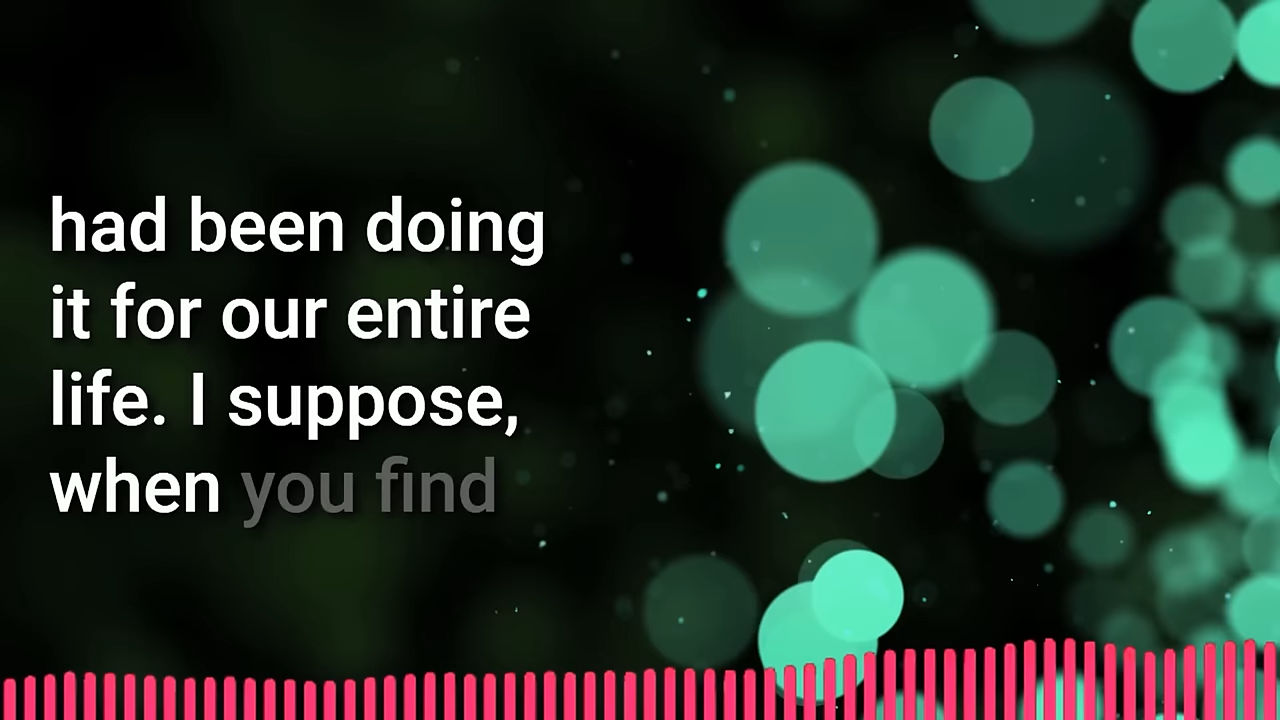 had been doing
it for our entire
life. I suppose,
when you find